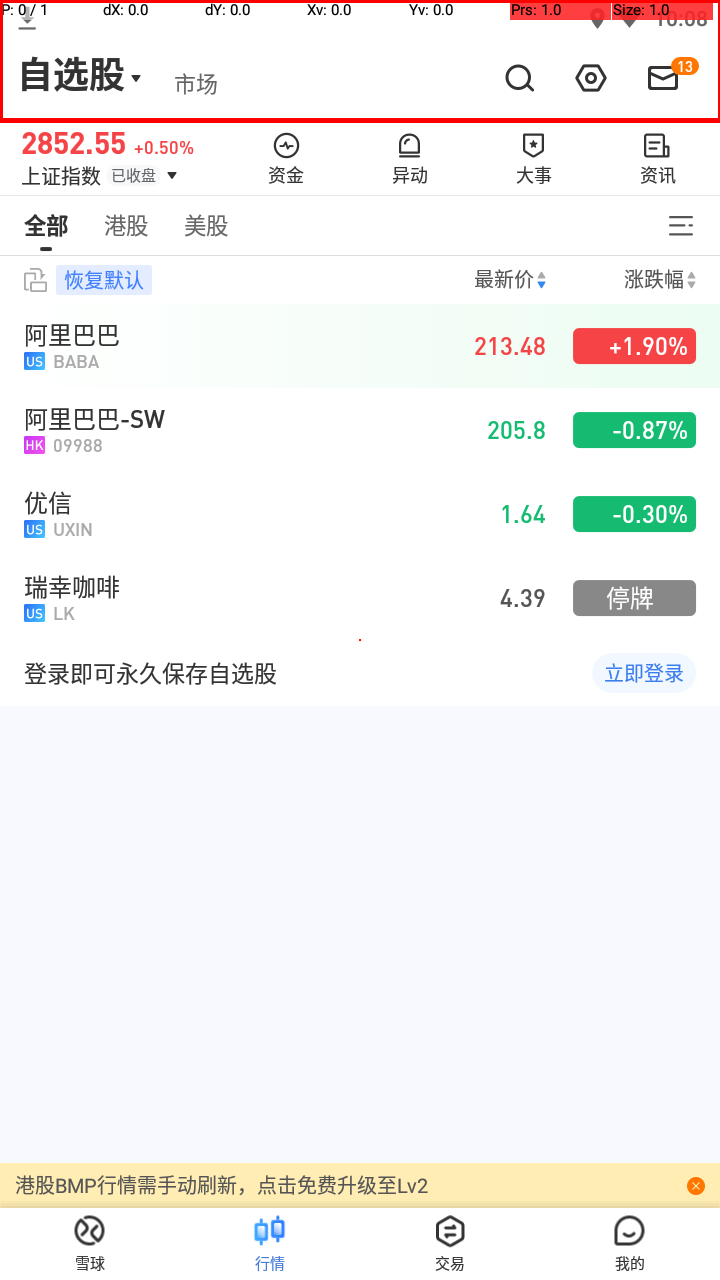 P: 0 / 1 dX: 0.0 dY: 0.0 Xv: 0.0 Yv: 0.0 Prs: 1.0 Size: 1.0
10:08
自选股 市场 13
2852.55 +0.50%
上证指数 已收盘
资金 异动 大事 资讯
全部 港股 美股
恢复默认 最新价 涨跌幅
阿里巴巴
US BABA
213.48 +1.90%
阿里巴巴-SW
HK 09988
205.8 -0.87%
优信
US UXIN
1.64 -0.30%
瑞幸咖啡
US LK
4.39 停牌
登录即可永久保存自选股 立即登录
港股BMP行情需手动刷新，点击免费升级至Lv2
雪球 行情 交易 我的